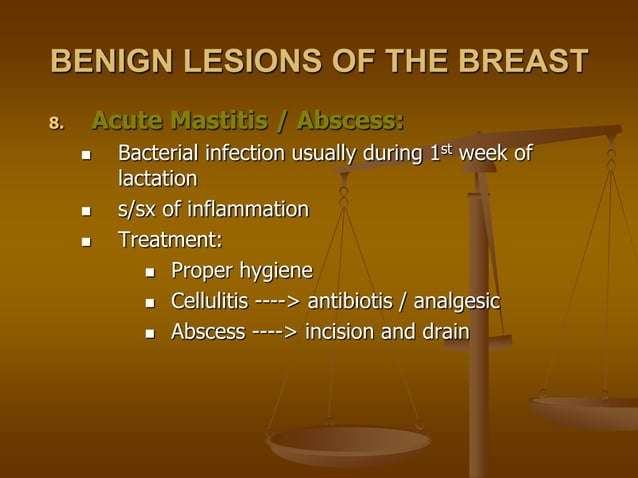 BENIGN LESIONS OF THE BREAST
8. Acute Mastitis / Abscess:
■ Bacterial infection usually during 1st week of
lactation
■ s/sx of inflammation
■ Treatment:
■ Proper hygiene
■ Cellulitis ----> antibiotis / analgesic
■ Abscess ----> incision and drain